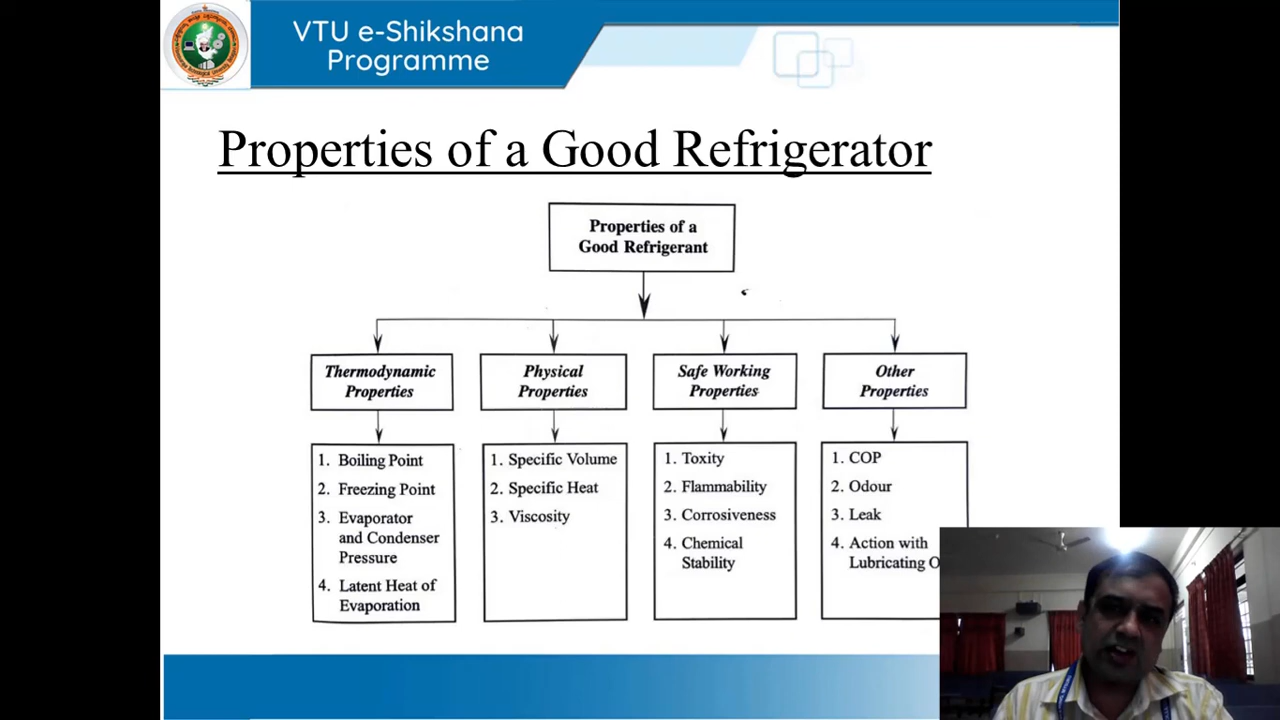 VTU e-Shikshana
Programme
Properties of a Good Refrigerator
Properties of a
Good Refrigerant
Thermodynamic
Properties
Physical
Properties
Safe Working
Properties
Other
Properties
1. Boiling Point
2. Freezing Point
3. Evaporator
and Condenser
Pressure
4. Latent Heat of
Evaporation
1. Specific Volume
2. Specific Heat
3. Viscosity
1. Toxity
2. Flammability
3. Corrosiveness
4. Chemical
Stability
1. COP
2. Odour
3. Leak
4. Action with
Lubricating O